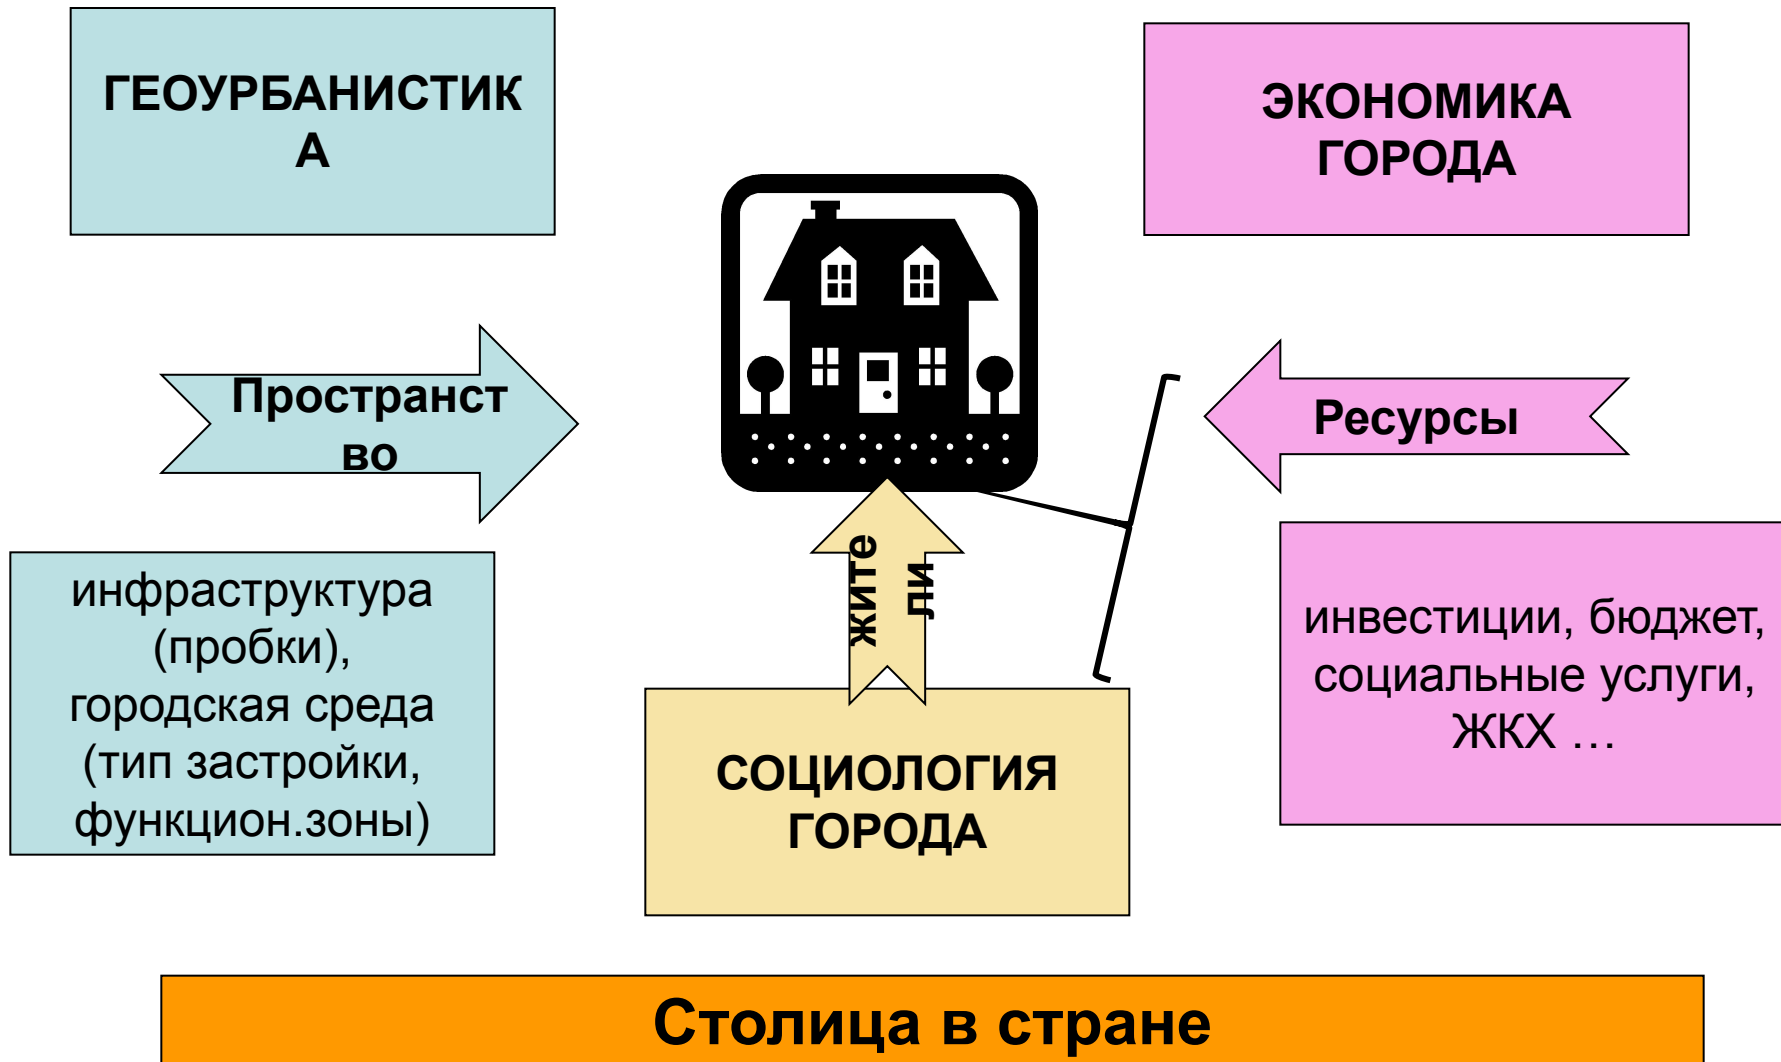 ГЕОУРБАНИСТИК
А
ЭКОНОМИКА
ГОРОДА
Пространст
во
Ресурсы
жите
ли
инфраструктура
(пробки),
городская среда
(тип застройки,
функцион.зоны)
инвестиции, бюджет,
социальные услуги,
ЖКХ ...
СОЦИОЛОГИЯ
ГОРОДА
Столица в стране